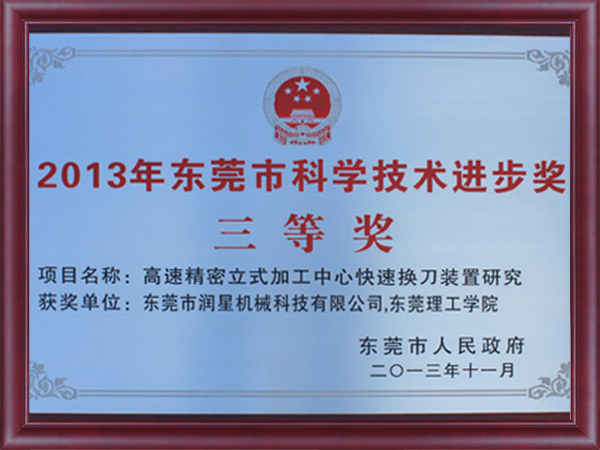 2013年东莞市科学技术进步奖
三等奖
项目名称：高速精密立式加工中心快速换刀装置研究
获奖单位：东莞市润星机械科技有限公司,东莞理工学院
东莞市人民政府
二〇一三年十一月